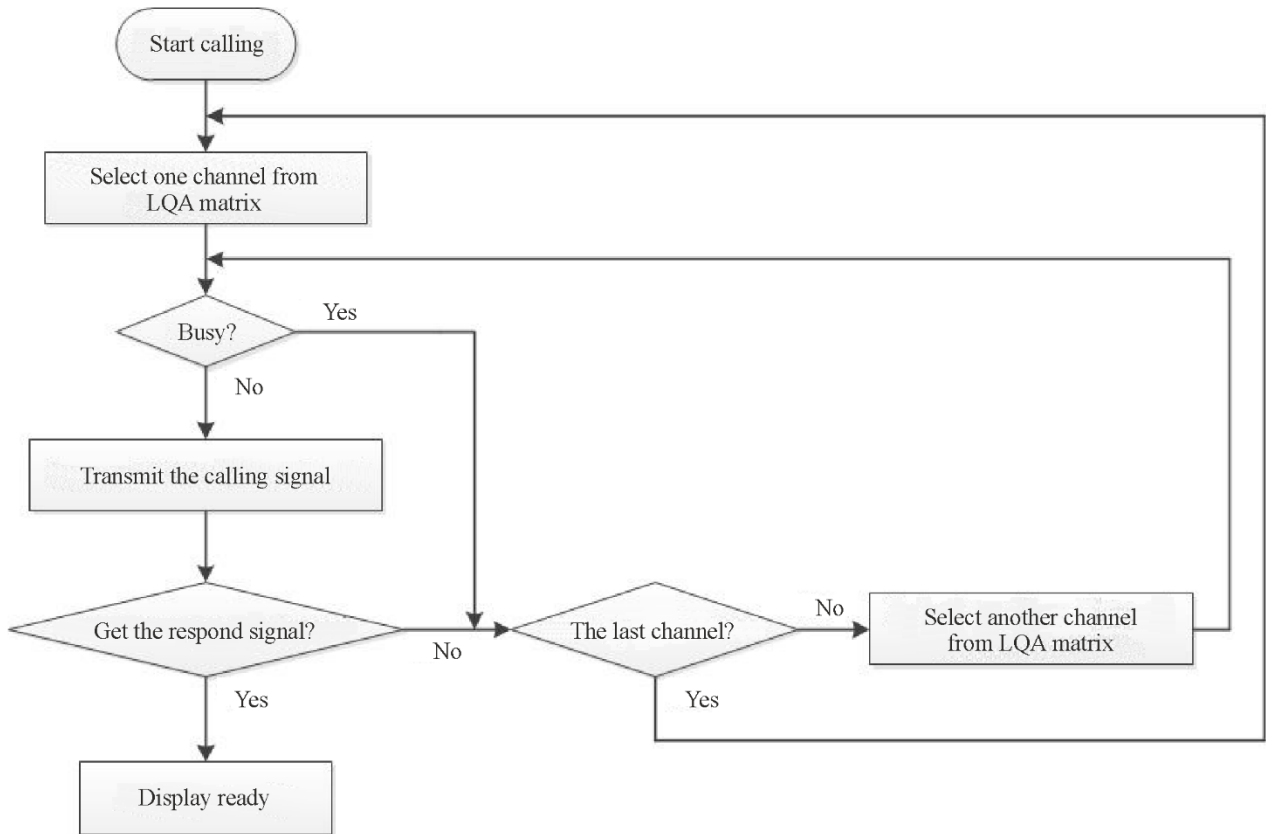 Start calling
Select one channel from
LQA matrix
Busy?
Yes
No
Transmit the calling signal
Get the respond signal?
No
Yes
The last channel?
No
Yes
Select another channel
from LQA matrix
Display ready